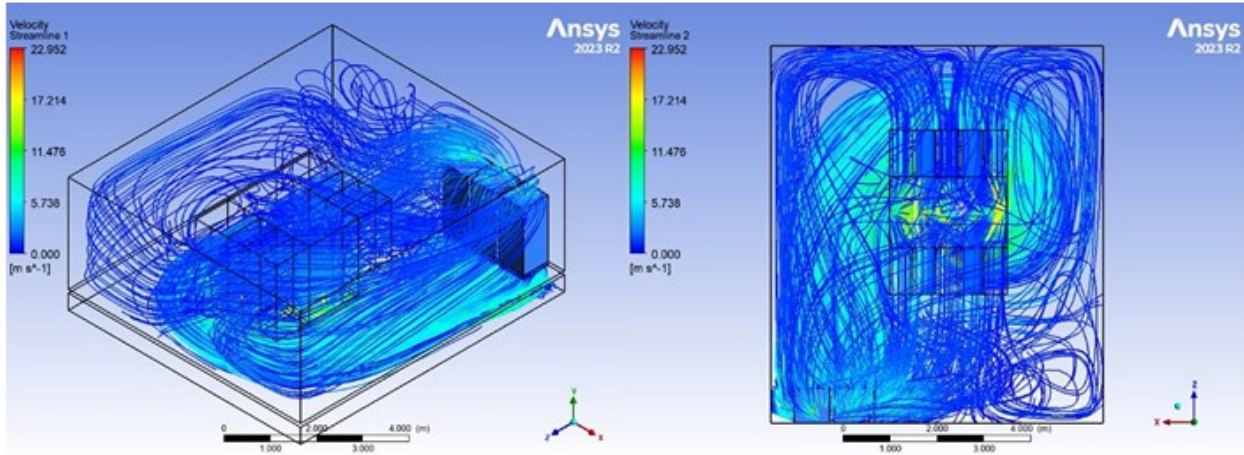 Velocity
Streamline 1
22.952
17.214
11.476
5.738
0.000
[m s^-1]
Ansys
2023 R2
0
2.000
4.000
(m)
1.000
3.000
Y
Z
X
Velocity
Streamline 2
22.952
17.214
11.476
5.738
0.000
[m s^-1]
Ansys
2023 R2
0
2.000
4.000
(m)
1.000
3.000
Z
X